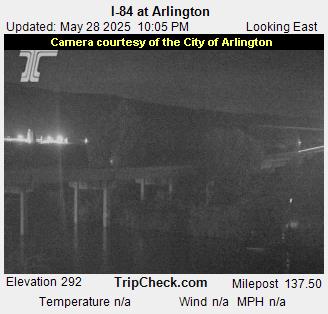 I-84 at Arlington
Updated: May 28 2025 10:05 PM Looking East
Camera courtesy of the City of Arlington
Elevation 292 TripCheck.com Milepost 137.50
Temperature n/a Wind n/a MPH n/a